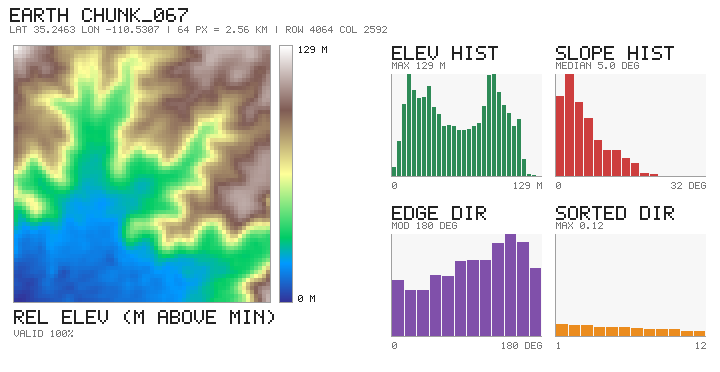 EARTH CHUNK_067
LAT 35.2463 LON -110.5307 | 64 PX = 2.56 KM | ROW 4064 COL 2592
129 M
0 M
REL ELEV (M ABOVE MIN)
VALID 100%
ELEV HIST
MAX 129 M
0 129 M
SLOPE HIST
MEDIAN 5.0 DEG
0 32 DEG
EDGE DIR
MOD 180 DEG
0 180 DEG
SORTED DIR
MAX 0.12
1 12